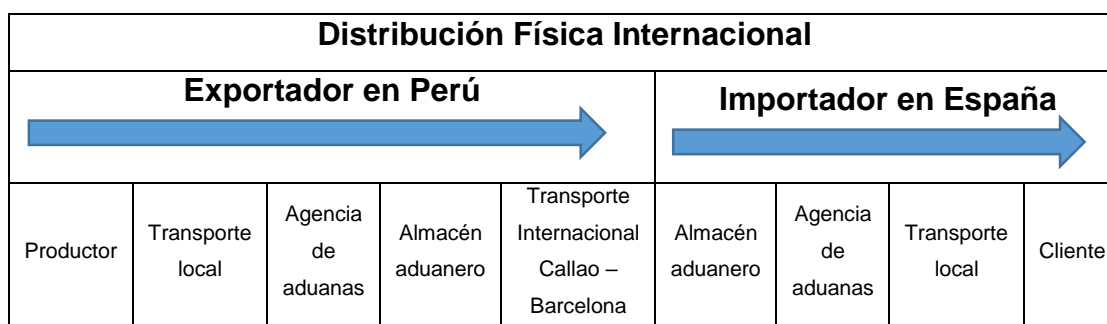 Distribución Física Internacional
Exportador en Perú
Importador en España
Productor
Transporte
local
Agencia
de
aduanas
Almacén
aduanero
Transporte
Internacional
Callao –
Barcelona
Almacén
aduanero
Agencia
de
aduanas
Transporte
local
Cliente